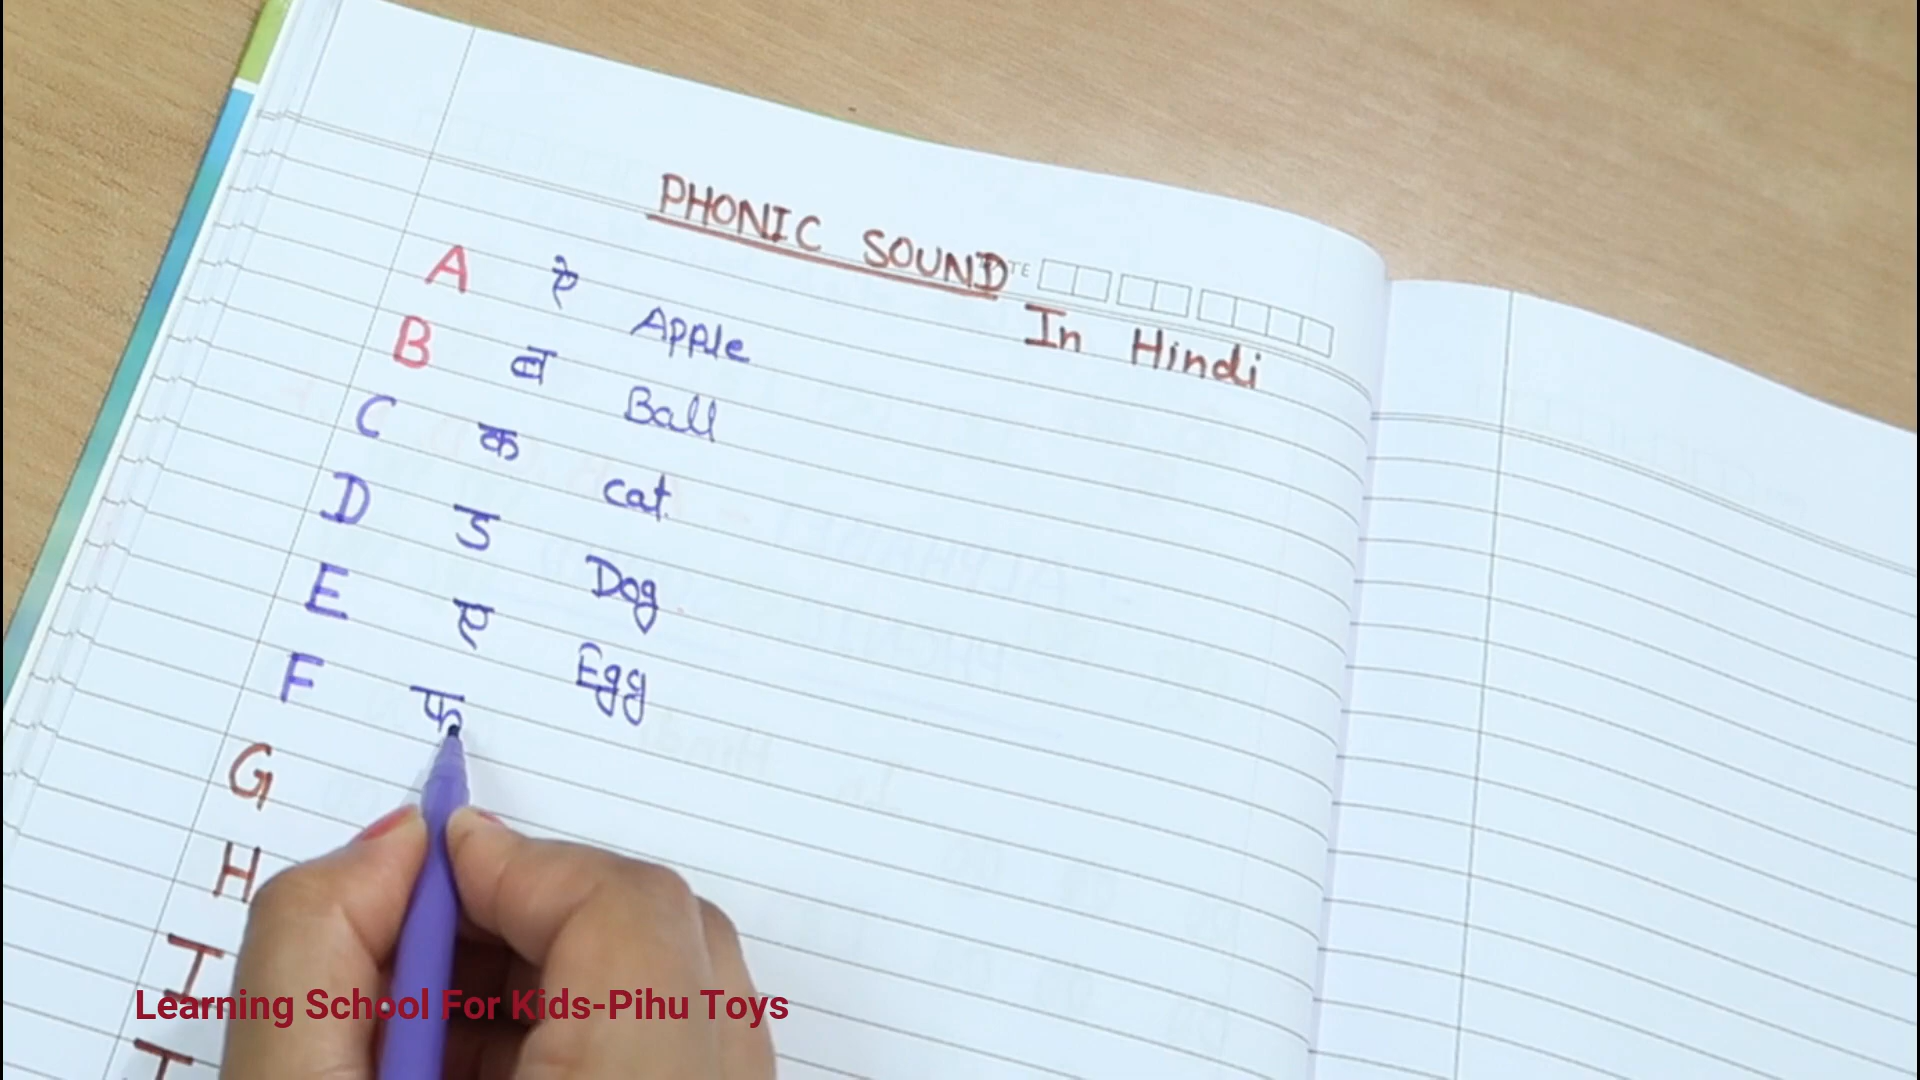 PHONIC SOUND
In Hindi
A ऐ Apple
B ब Ball
C क cat
D ड Dog
E ए Egg
F फ
G
H
I
Learning School For Kids-Pihu Toys